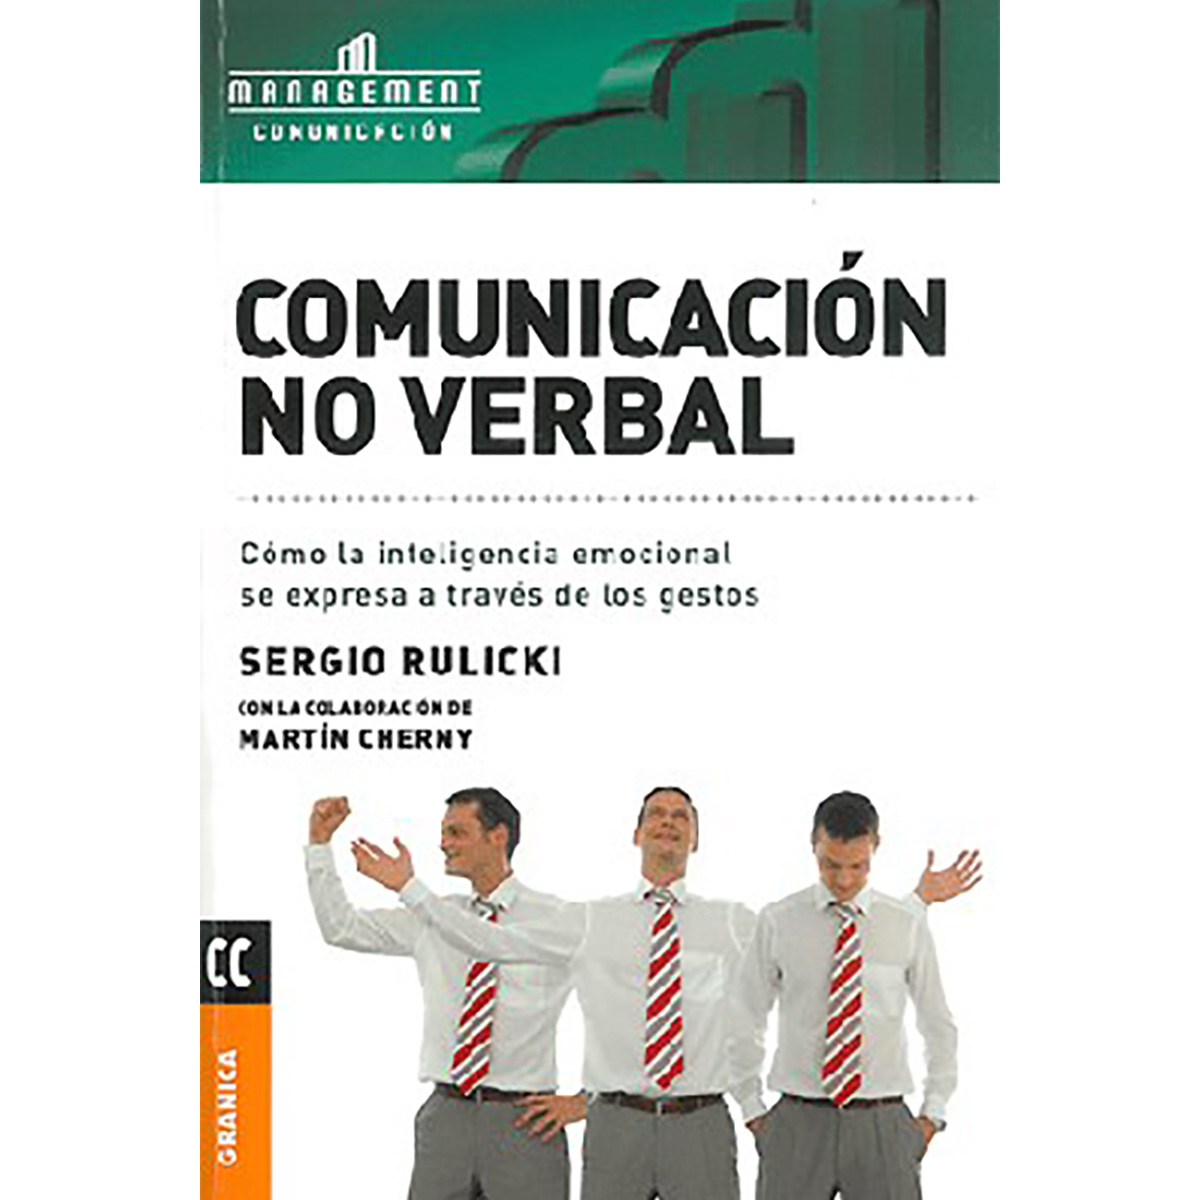 MANAGEMENT
COMUNICACIÓN
COMUNICACIÓN
NO VERBAL
Cómo la inteligencia emocional
se expresa a través de los gestos
SERGIO RULICKI
CON LA COLABORACIÓN DE
MARTÍN CHERNY
CC
GRANICA